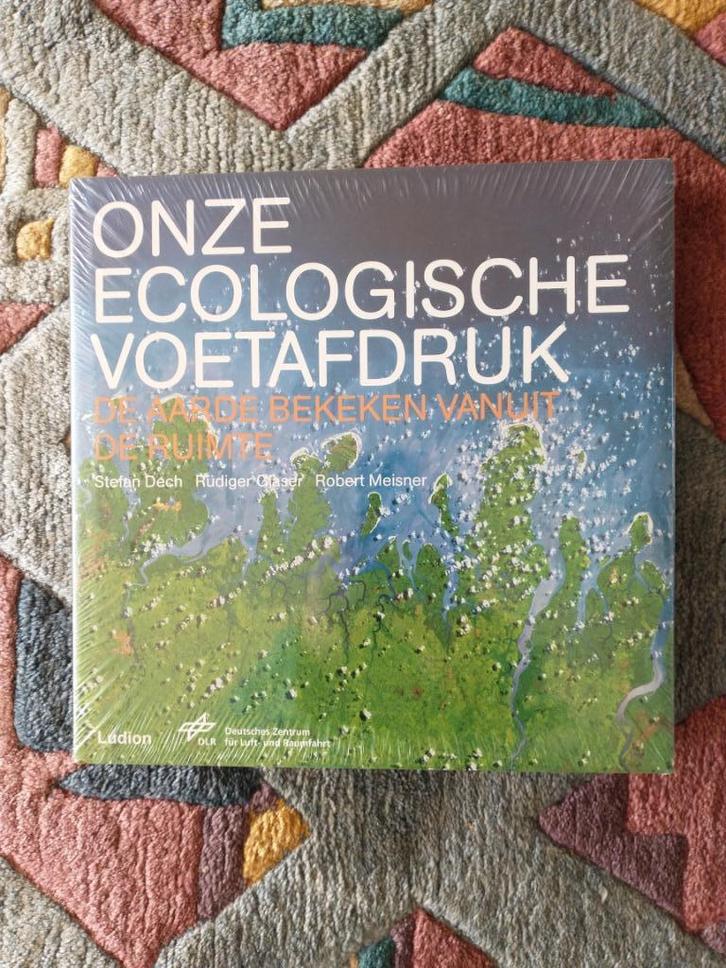 ONZE
ECOLOGISCHE
VOETAFDRUK
DE AARDE BEKEKEN VANUIT
DE RUIMTE
Stefan Dech Rüdiger Glaser Robert Meisner
Ludion
DLR
Deutsches Zentrum
für Luft- und Raumfahrt